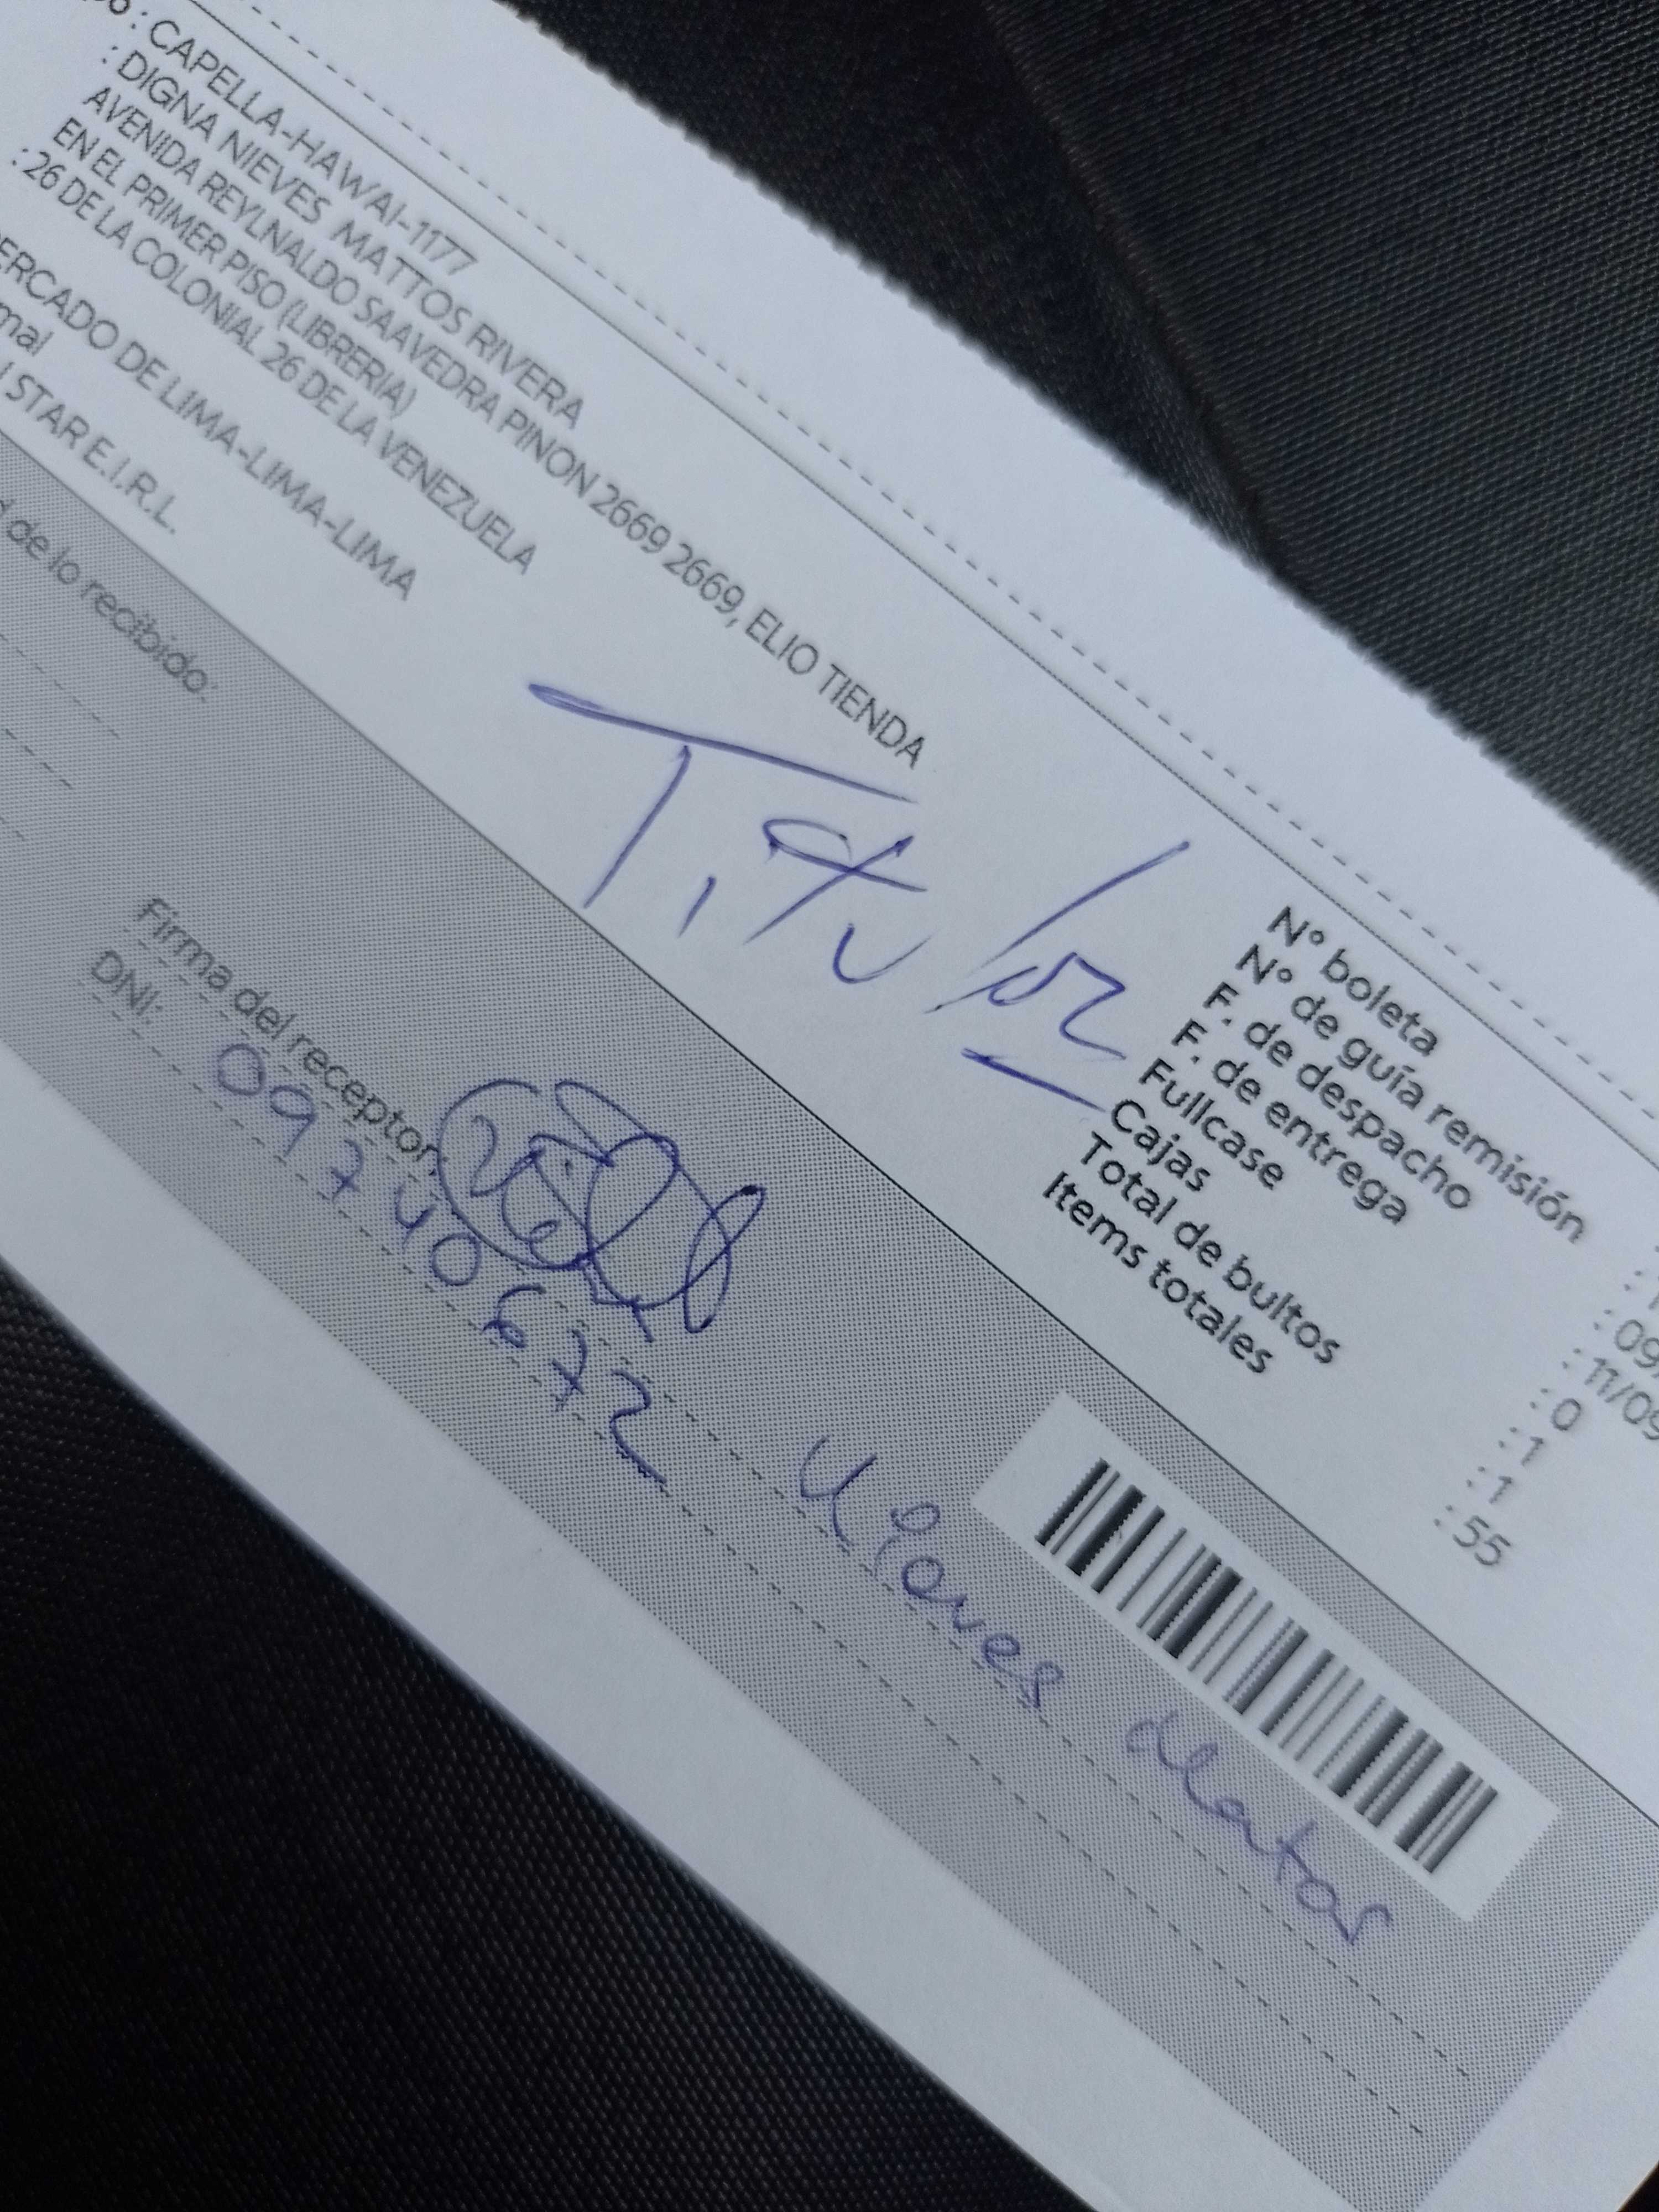 : CAPELLA-HAWAI-1177
: DIGNA NIEVES MATTOS RIVERA
AVENIDA REYLNALDO SAAVEDRA PINON 2669 2669, ELIO TIENDA
EN EL PRIMER PISO (LIBRERIA)
: 26 DE LA COLONIAL 26 DE LA VENEZUELA
ERCADO DE LIMA-LIMA-LIMA
mal
STAR E.I.R.L.
Titular
N° boleta
N° de guía remisión
F. de despacho : 09
F. de entrega : 11/09
Fullcase : 0
Cajas : 1
Total de bultos : 1
Items totales : 55
de lo recibido:
Firma del receptor:
DNI: 09740672